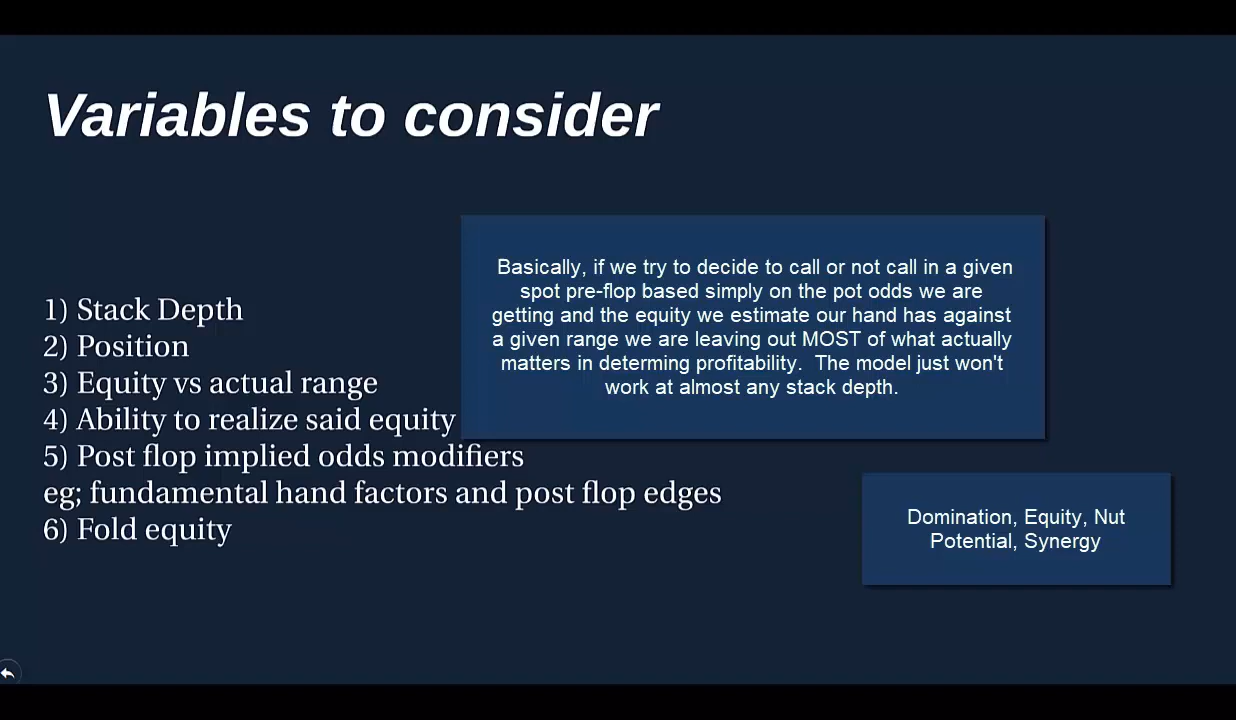 Variables to consider
Basically, if we try to decide to call or not call in a given
spot pre-flop based simply on the pot odds we are
getting and the equity we estimate our hand has against
a given range we are leaving out MOST of what actually
matters in determing profitability.  The model just won't
work at almost any stack depth.
1) Stack Depth
2) Position
3) Equity vs actual range
4) Ability to realize said equity
5) Post flop implied odds modifiers
eg; fundamental hand factors and post flop edges
6) Fold equity
Domination, Equity, Nut
Potential, Synergy